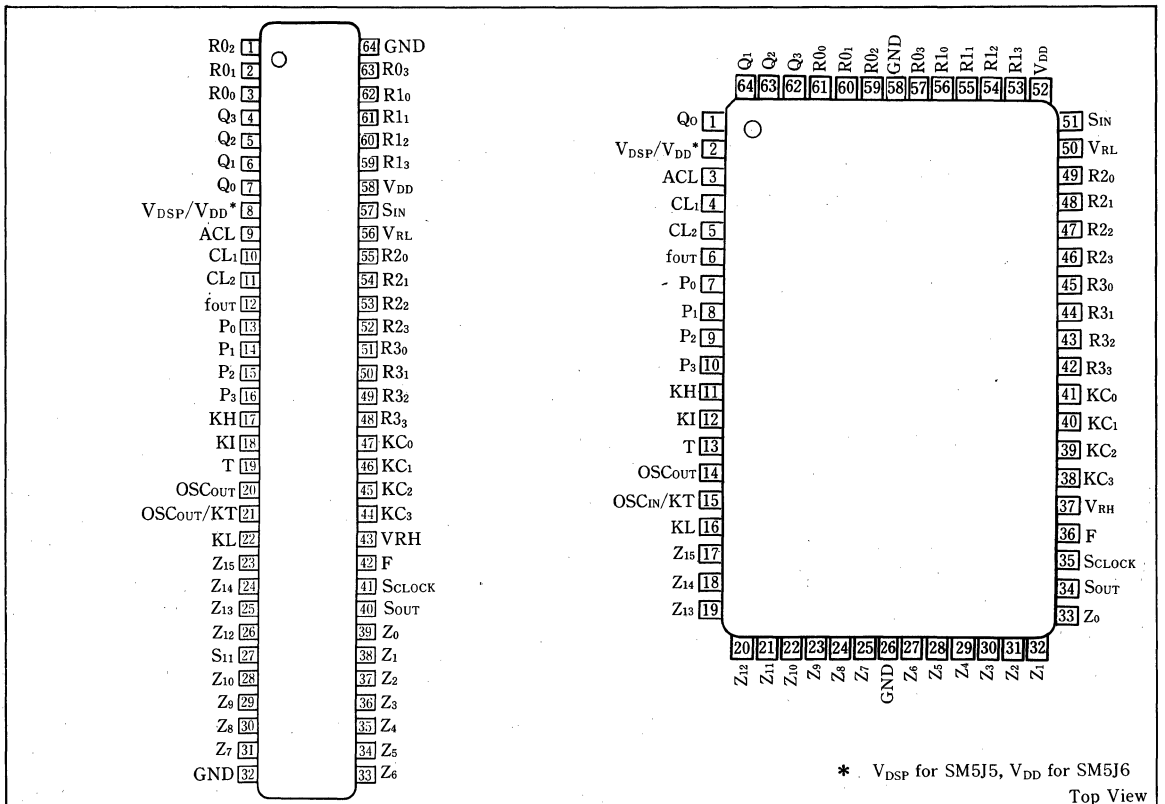 R0₂ 1
R0₁ 2
R0₀ 3
Q₃ 4
Q₂ 5
Q₁ 6
Q₀ 7
VDSP/VDD* 8
ACL 9
CL₁ 10
CL₂ 11
fOUT 12
P₀ 13
P₁ 14
P₂ 15
P₃ 16
KH 17
KI 18
T 19
OSCOUT 20
OSCOUT/KT 21
KL 22
Z₁₅ 23
Z₁₄ 24
Z₁₃ 25
Z₁₂ 26
S₁₁ 27
Z₁₀ 28
Z₉ 29
Z₈ 30
Z₇ 31
GND 32
64 GND
63 R0₃
62 R1₀
61 R1₁
60 R1₂
59 R1₃
58 VDD
57 SIN
56 VRL
55 R2₀
54 R2₁
53 R2₂
52 R2₃
51 R3₀
50 R3₁
49 R3₂
48 R3₃
47 KC₀
46 KC₁
45 KC₂
44 KC₃
43 VRH
42 F
41 SCLOCK
40 SOUT
39 Z₀
38 Z₁
37 Z₂
36 Z₃
35 Z₄
34 Z₅
33 Z₆
Q₁ Q₂ Q₃ R0₀ R0₁ R0₂ GND R0₃ R1₀ R1₁ R1₂ R1₃ VDD
64 63 62 61 60 59 58 57 56 55 54 53 52
Q₀ 1
VDSP/VDD* 2
ACL 3
CL₁ 4
CL₂ 5
fOUT 6
P₀ 7
P₁ 8
P₂ 9
P₃ 10
KH 11
KI 12
T 13
OSCOUT 14
OSCIN/KT 15
KL 16
Z₁₅ 17
Z₁₄ 18
Z₁₃ 19
51 SIN
50 VRL
49 R2₀
48 R2₁
47 R2₂
46 R2₃
45 R3₀
44 R3₁
43 R3₂
42 R3₃
41 KC₀
40 KC₁
39 KC₂
38 KC₃
37 VRH
36 F
35 SCLOCK
34 SOUT
33 Z₀
20 21 22 23 24 25 26 27 28 29 30 31 32
Z₁₂ Z₁₁ Z₁₀ Z₉ Z₈ Z₇ GND Z₆ Z₅ Z₄ Z₃ Z₂ Z₁
* VDSP for SM5J5, VDD for SM5J6
Top View